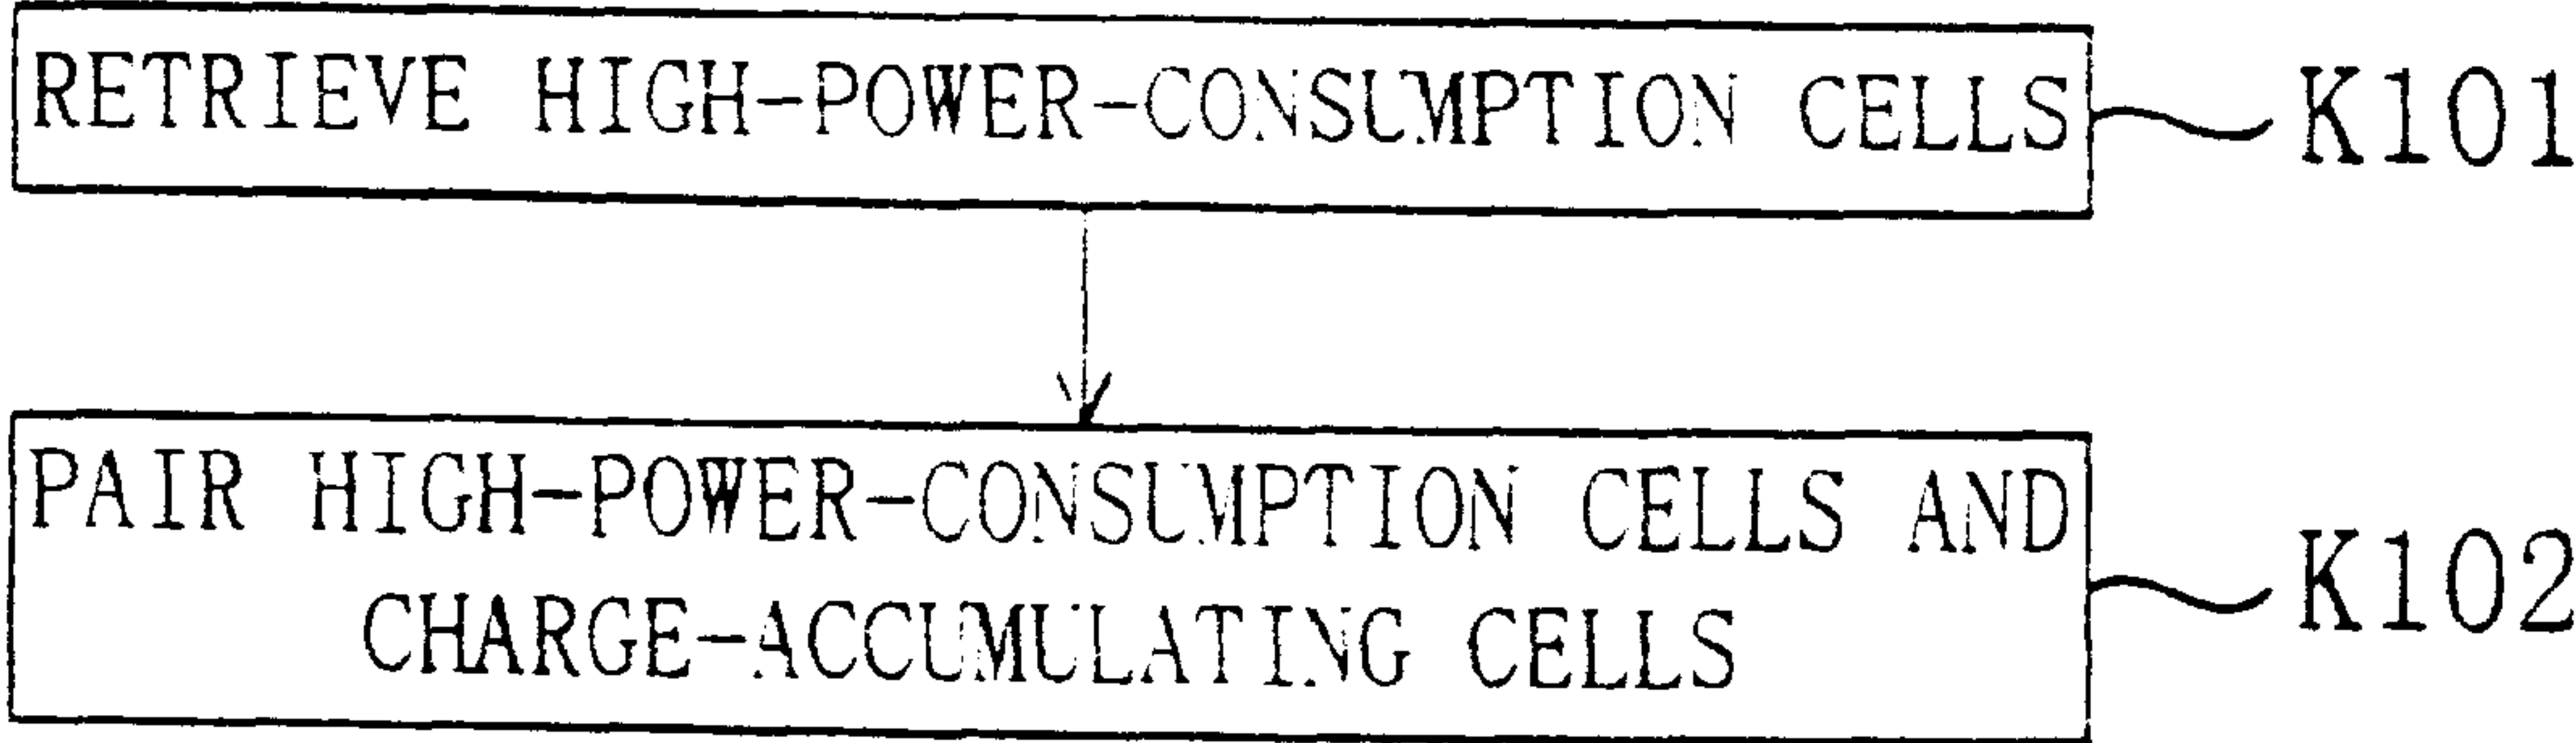 RETRIEVE HIGH-POWER-CONSUMPTION CELLS K101
PAIR HIGH-POWER-CONSUMPTION CELLS AND
CHARGE-ACCUMULATING CELLS
K102